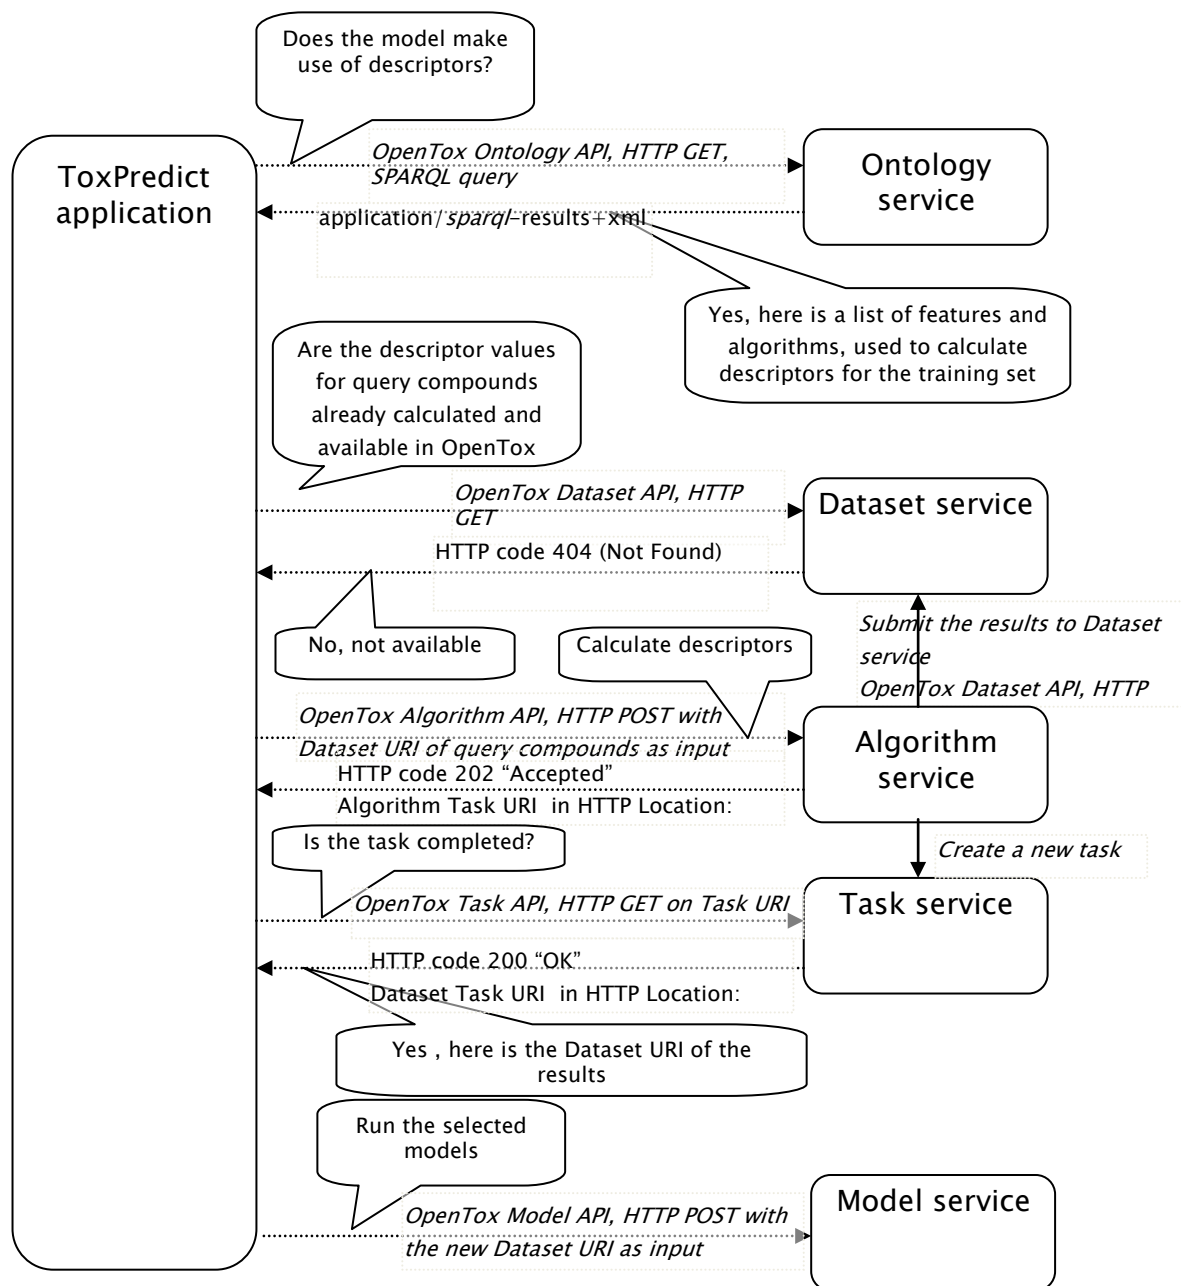 Does the model make
use of descriptors?
ToxPredict
application
OpenTox Ontology API, HTTP GET,
SPARQL query
Ontology
service
application/sparql-results+xml
Yes, here is a list of features and
algorithms, used to calculate
descriptors for the training set
Are the descriptor values
for query compounds
already calculated and
available in OpenTox
OpenTox Dataset API, HTTP
GET
Dataset service
HTTP code 404 (Not Found)
No, not available
Calculate descriptors
Submit the results to Dataset
service
OpenTox Dataset API, HTTP
OpenTox Algorithm API, HTTP POST with
Dataset URI of query compounds as input
Algorithm
service
HTTP code 202 “Accepted”
Algorithm Task URI in HTTP Location:
Is the task completed?
Create a new task
OpenTox Task API, HTTP GET on Task URI
Task service
HTTP code 200 “OK”
Dataset Task URI in HTTP Location:
Yes , here is the Dataset URI of the
results
Run the selected
models
OpenTox Model API, HTTP POST with
the new Dataset URI as input
Model service